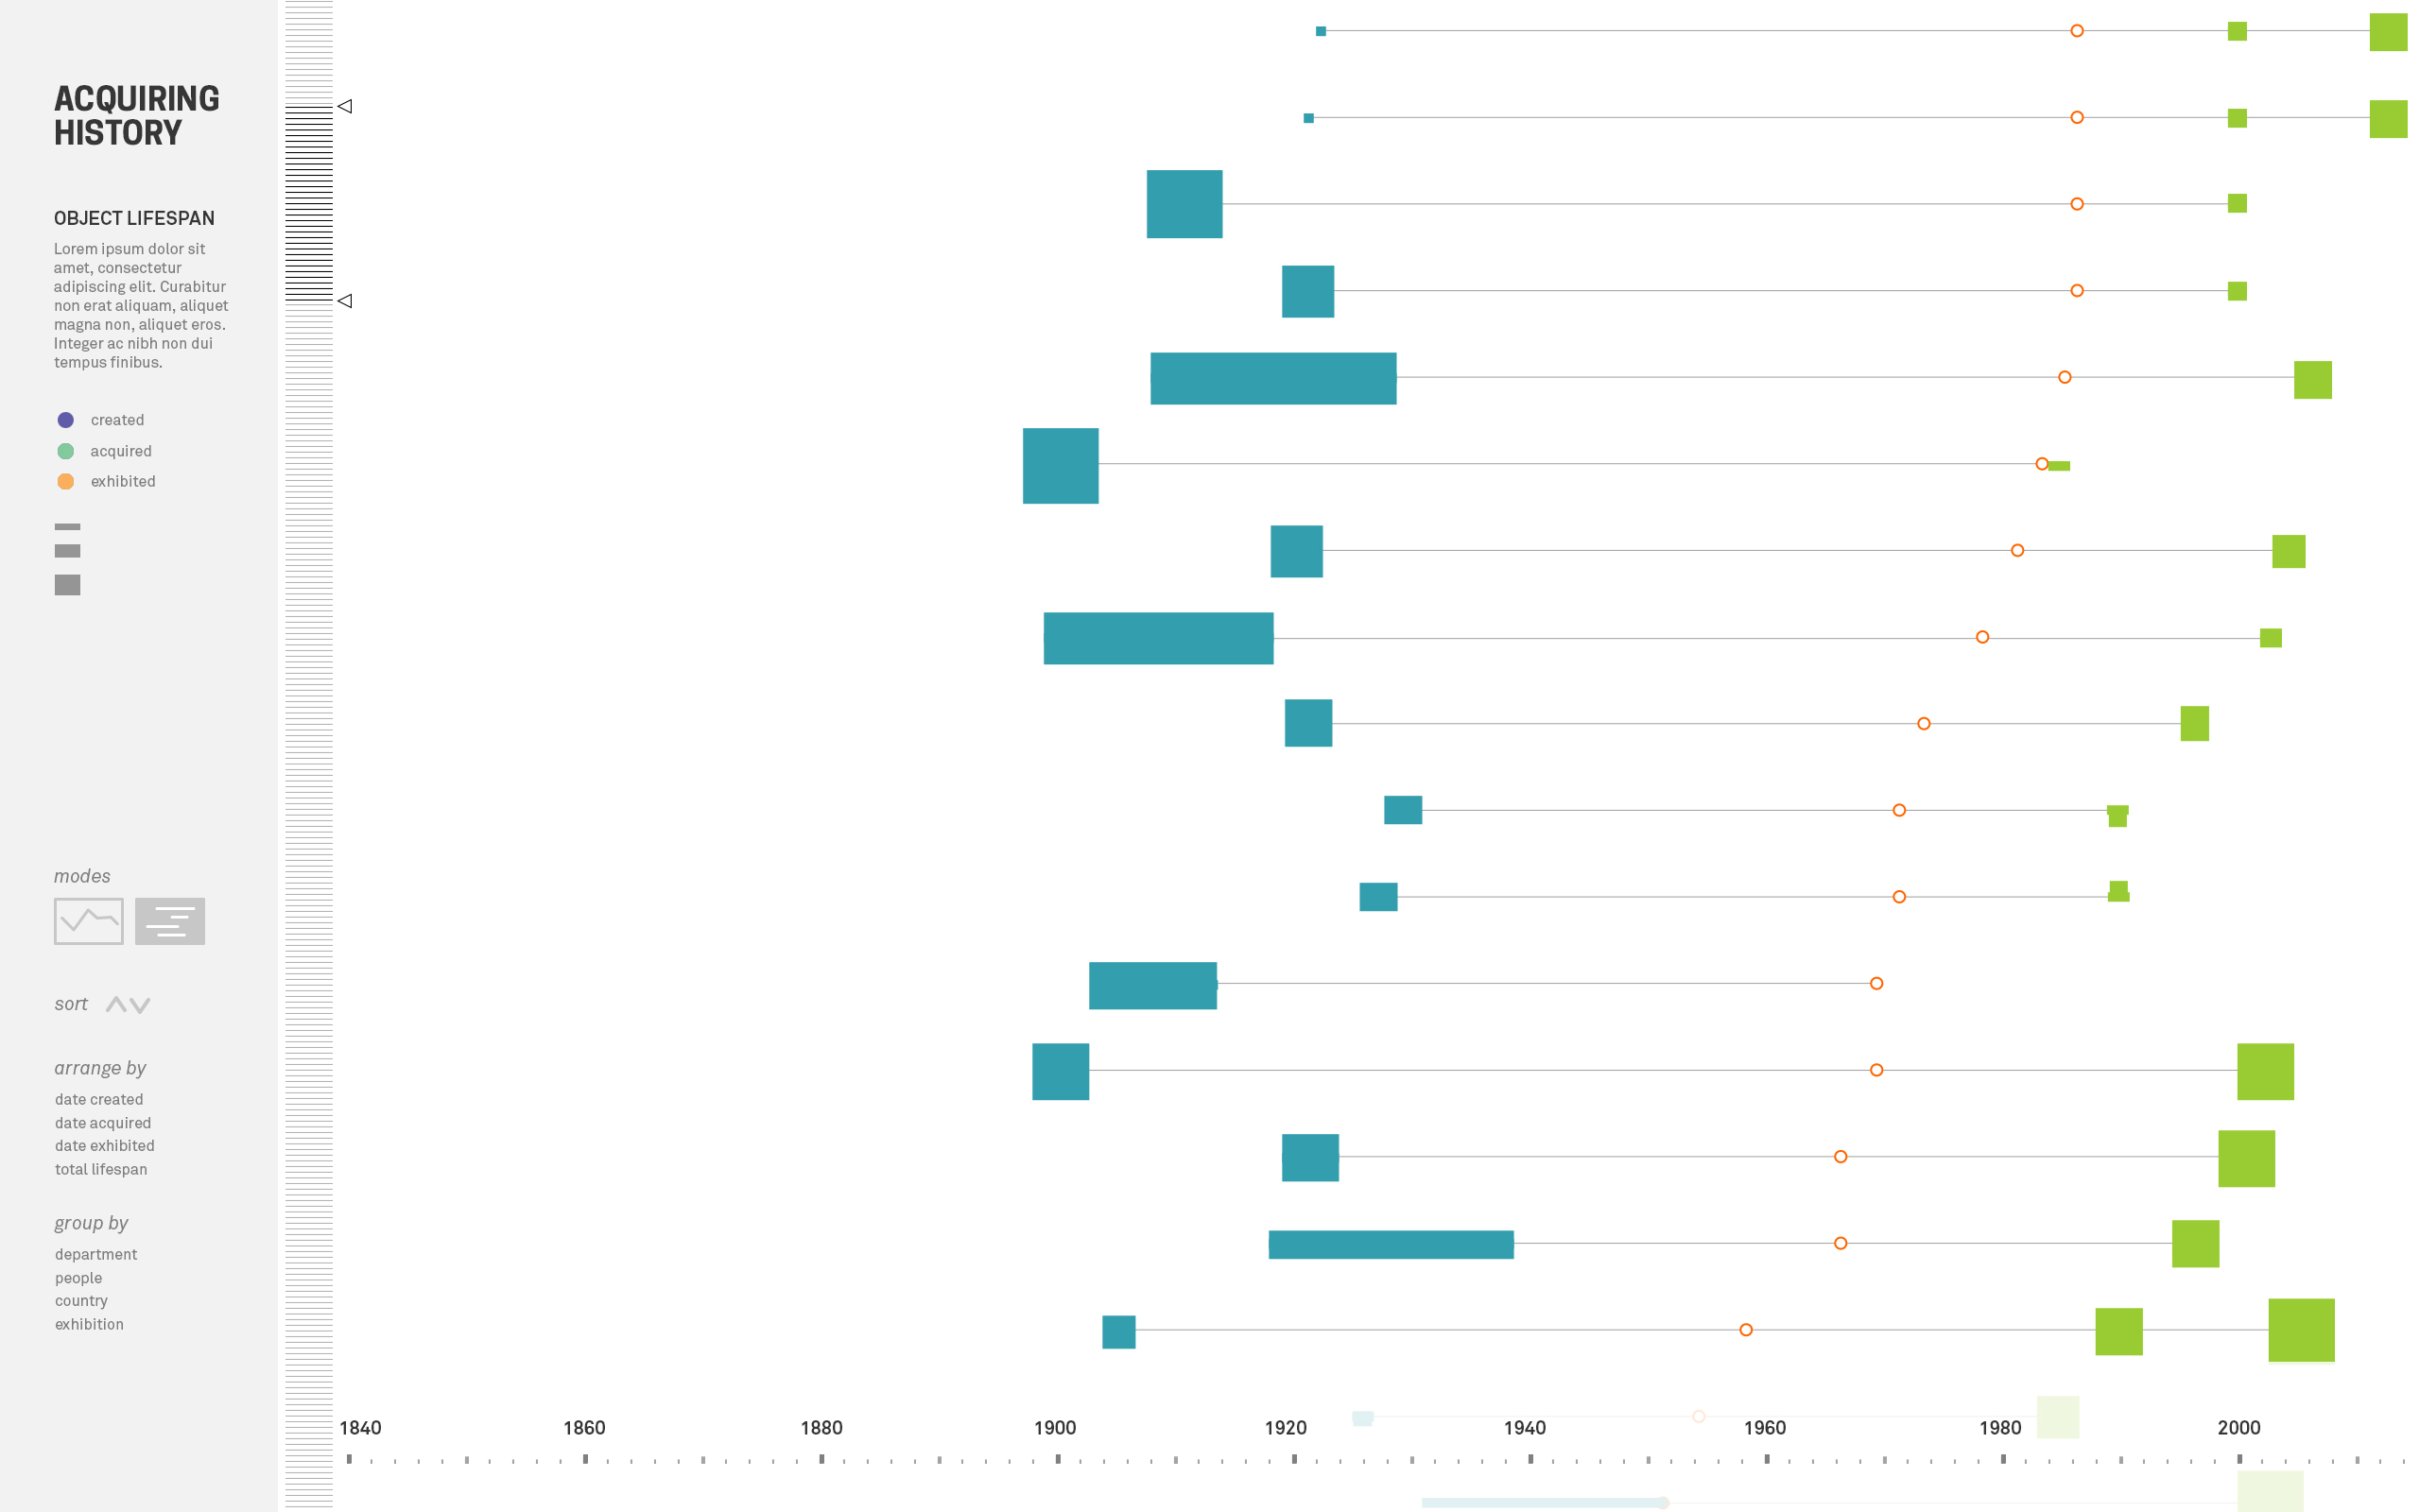 ACQUIRING
HISTORY
OBJECT LIFESPAN
Lorem ipsum dolor sit
amet, consectetur
adipiscing elit. Curabitur
non erat aliquam, aliquet
magna non, aliquet eros.
Integer ac nibh non dui
tempus finibus.
created
acquired
exhibited
modes
sort
arrange by
date created
date acquired
date exhibited
total lifespan
group by
department
people
country
exhibition
1840 1860 1880 1900 1920 1940 1960 1980 2000